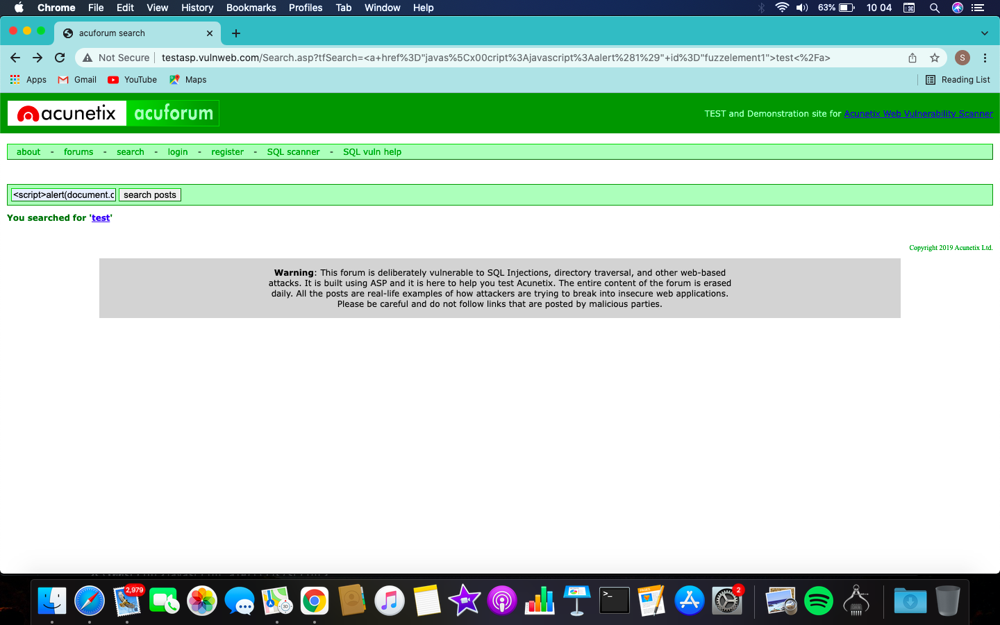 Chrome File Edit View History Bookmarks Profiles Tab Window Help 63% 10 04
acuforum search
Not Secure testasp.vulnweb.com/Search.asp?tfSearch=<a+href%3D"javas%5Cx00cript%3Ajavascript%3Aalert%281%29"+id%3D"fuzzelement1">test<%2Fa> S
Apps Gmail YouTube Maps Reading List
acunetix acuforum TEST and Demonstration site for Acunetix Web Vulnerability Scanner
about - forums - search - login - register - SQL scanner - SQL vuln help
<script>alert(document.c search posts
You searched for 'test'
Copyright 2019 Acunetix Ltd.
Warning: This forum is deliberately vulnerable to SQL Injections, directory traversal, and other web-based
attacks. It is built using ASP and it is here to help you test Acunetix. The entire content of the forum is erased
daily. All the posts are real-life examples of how attackers are trying to break into insecure web applications.
Please be careful and do not follow links that are posted by malicious parties.
2,979 3D >_ PAGES 2